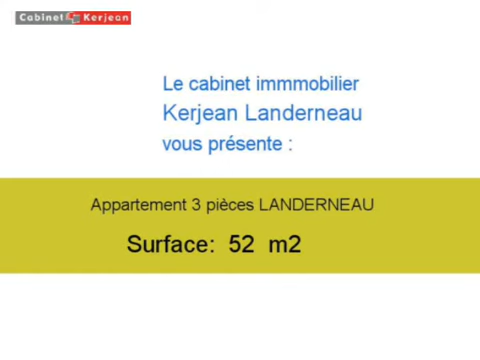 Cabinet Kerjean
Le cabinet immmobilier
Kerjean Landerneau
vous présente :
Appartement 3 pièces LANDERNEAU
Surface: 52 m2